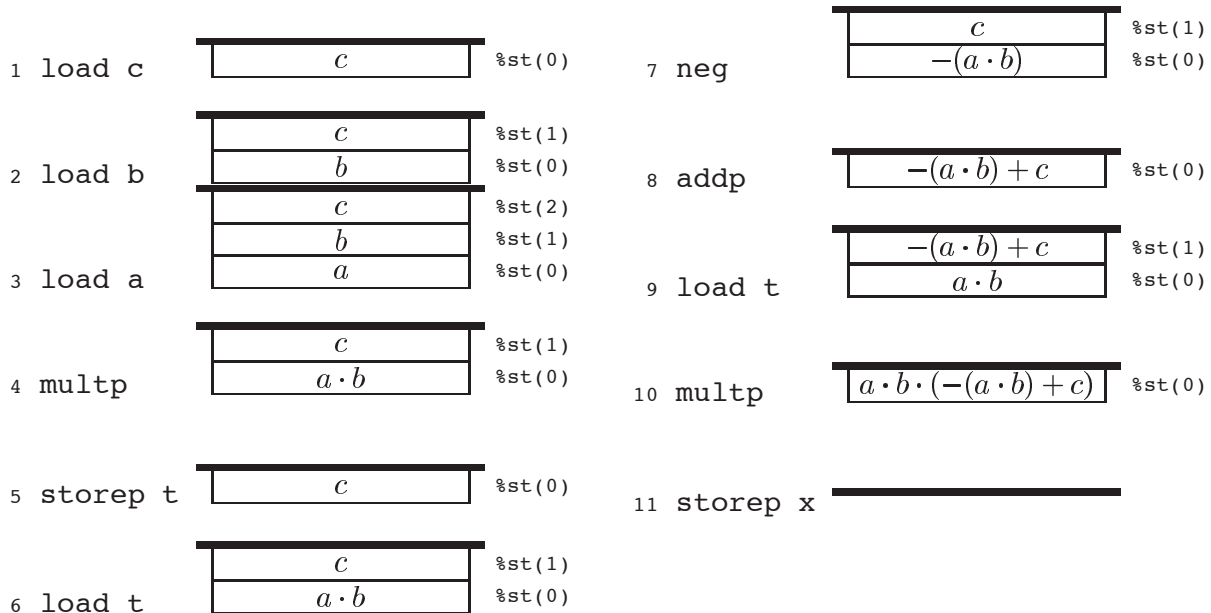 1 load c
c %st(0)
2 load b
c %st(1)
b %st(0)
3 load a
c %st(2)
b %st(1)
a %st(0)
4 multp
c %st(1)
a · b %st(0)
5 storep t
c %st(0)
6 load t
c %st(1)
a · b %st(0)
7 neg
c %st(1)
−(a · b) %st(0)
8 addp
−(a · b) + c %st(0)
9 load t
−(a · b) + c %st(1)
a · b %st(0)
10 multp
a · b · (−(a · b) + c) %st(0)
11 storep x